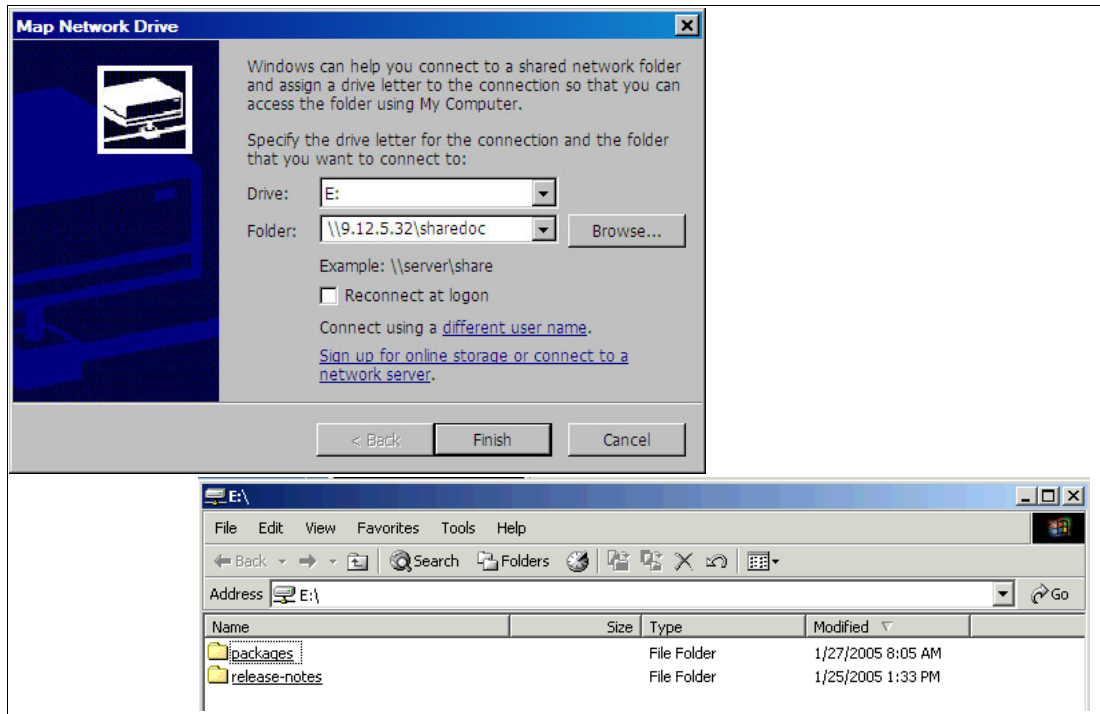 Map Network Drive
Windows can help you connect to a shared network folder
and assign a drive letter to the connection so that you can
access the folder using My Computer.
Specify the drive letter for the connection and the folder
that you want to connect to:
Drive: E:
Folder: \\9.12.5.32\sharedoc Browse...
Example: \\server\share
Reconnect at logon
Connect using a different user name.
Sign up for online storage or connect to a
network server.
< Back Finish Cancel
E:\
File Edit View Favorites Tools Help
Back Search Folders
Address E:\ Go
Name Size Type Modified
packages File Folder 1/27/2005 8:05 AM
release-notes File Folder 1/25/2005 1:33 PM